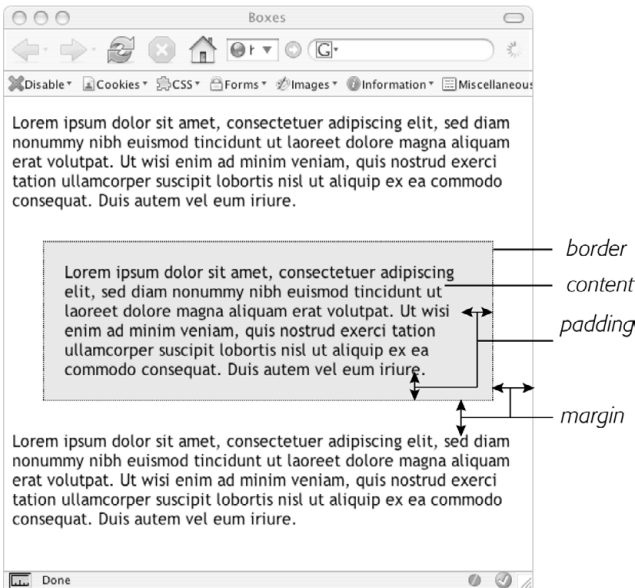 Boxes
G
Disable Cookies CSS Forms Images Information Miscellaneous
Lorem ipsum dolor sit amet, consectetuer adipiscing elit, sed diam
nonummy nibh euismod tincidunt ut laoreet dolore magna aliquam
erat volutpat. Ut wisi enim ad minim veniam, quis nostrud exerci
tation ullamcorper suscipit lobortis nisl ut aliquip ex ea commodo
consequat. Duis autem vel eum iriure.
Lorem ipsum dolor sit amet, consectetuer adipiscing
elit, sed diam nonummy nibh euismod tincidunt ut
laoreet dolore magna aliquam erat volutpat. Ut wisi
enim ad minim veniam, quis nostrud exerci tation
ullamcorper suscipit lobortis nisl ut aliquip ex ea
commodo consequat. Duis autem vel eum iriure.
border
content
padding
margin
Lorem ipsum dolor sit amet, consectetuer adipiscing elit, sed diam
nonummy nibh euismod tincidunt ut laoreet dolore magna aliquam
erat volutpat. Ut wisi enim ad minim veniam, quis nostrud exerci
tation ullamcorper suscipit lobortis nisl ut aliquip ex ea commodo
consequat. Duis autem vel eum iriure.
Done